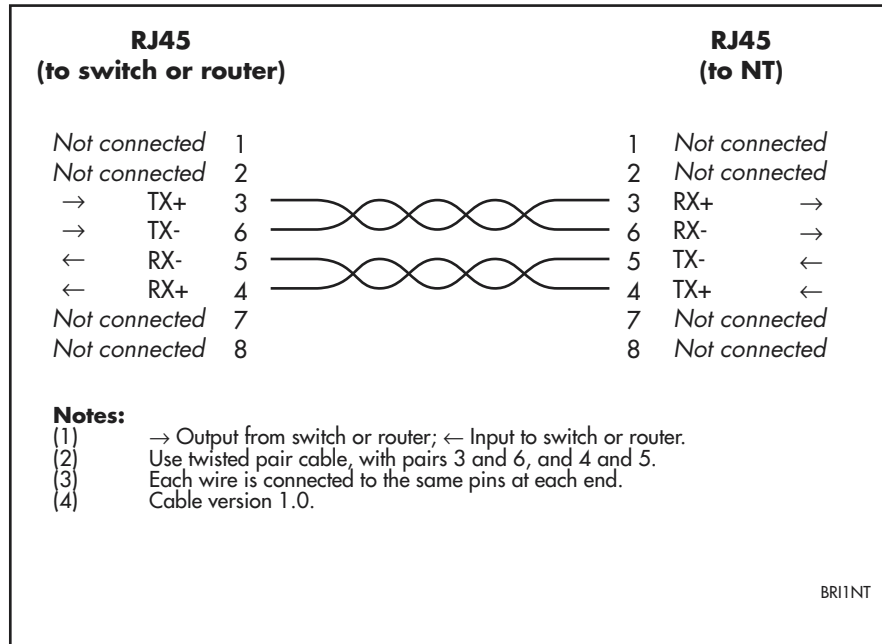 RJ45 RJ45
(to switch or router) (to NT)
Not connected 1 1 Not connected
Not connected 2 2 Not connected
→ TX+ 3 3 RX+ →
→ TX- 6 6 RX- →
← RX- 5 5 TX- ←
← RX+ 4 4 TX+ ←
Not connected 7 7 Not connected
Not connected 8 8 Not connected
Notes:
(1) → Output from switch or router; ← Input to switch or router.
(2) Use twisted pair cable, with pairs 3 and 6, and 4 and 5.
(3) Each wire is connected to the same pins at each end.
(4) Cable version 1.0.
BRI1NT